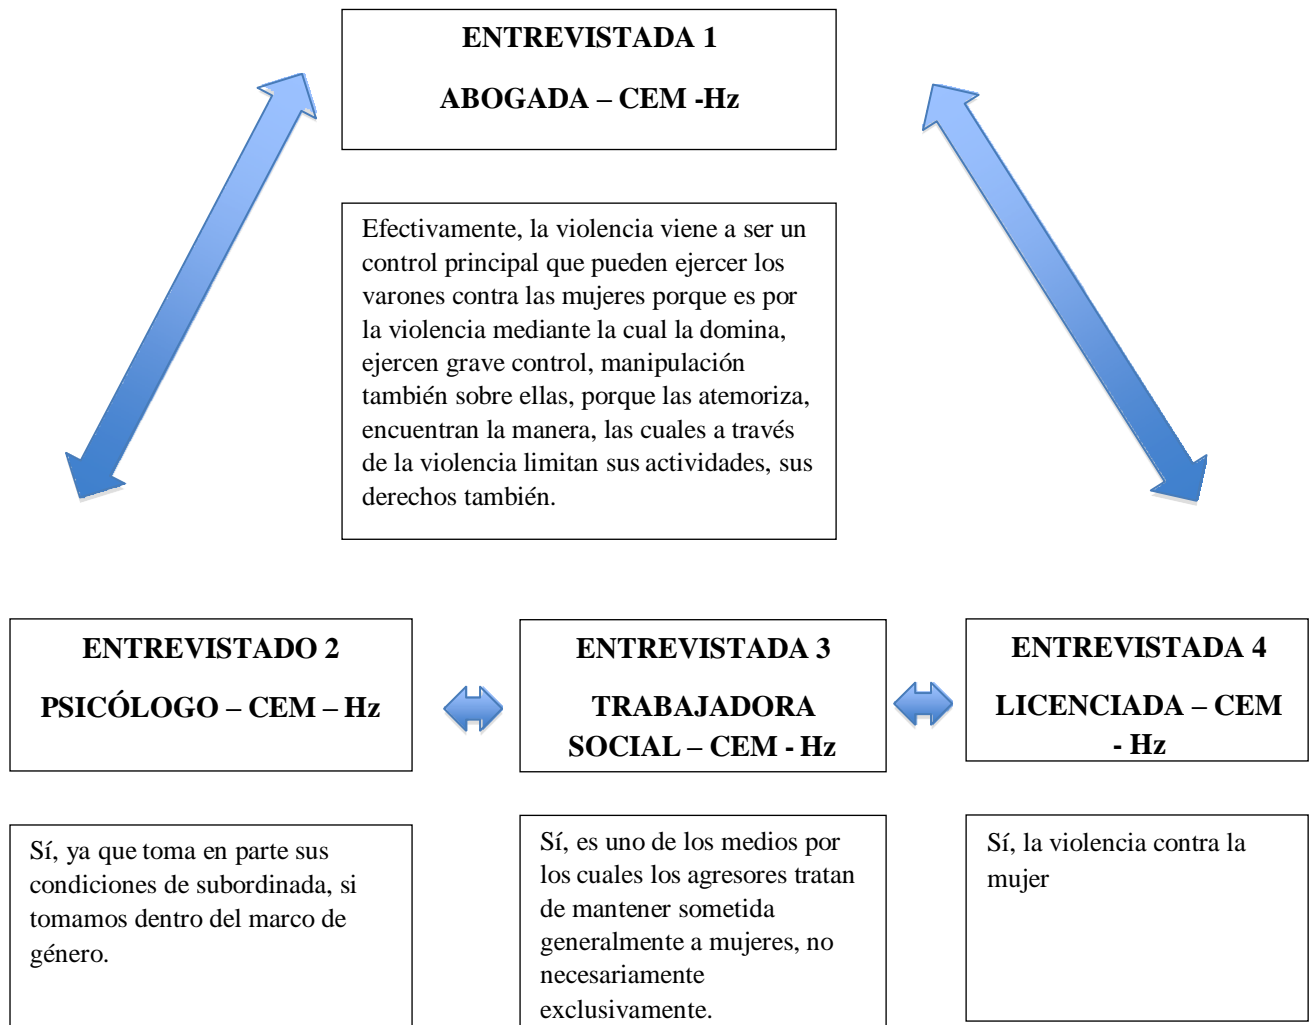 ENTREVISTADA 1
ABOGADA – CEM -Hz
Efectivamente, la violencia viene a ser un
control principal que pueden ejercer los
varones contra las mujeres porque es por
la violencia mediante la cual la domina,
ejercen grave control, manipulación
también sobre ellas, porque las atemoriza,
encuentran la manera, las cuales a través
de la violencia limitan sus actividades, sus
derechos también.
ENTREVISTADO 2
PSICÓLOGO – CEM – Hz
ENTREVISTADA 3
TRABAJADORA
SOCIAL – CEM - Hz
ENTREVISTADA 4
LICENCIADA – CEM
- Hz
Sí, ya que toma en parte sus
condiciones de subordinada, si
tomamos dentro del marco de
género.
Sí, es uno de los medios por
los cuales los agresores tratan
de mantener sometida
generalmente a mujeres, no
necesariamente
exclusivamente.
Sí, la violencia contra la
mujer